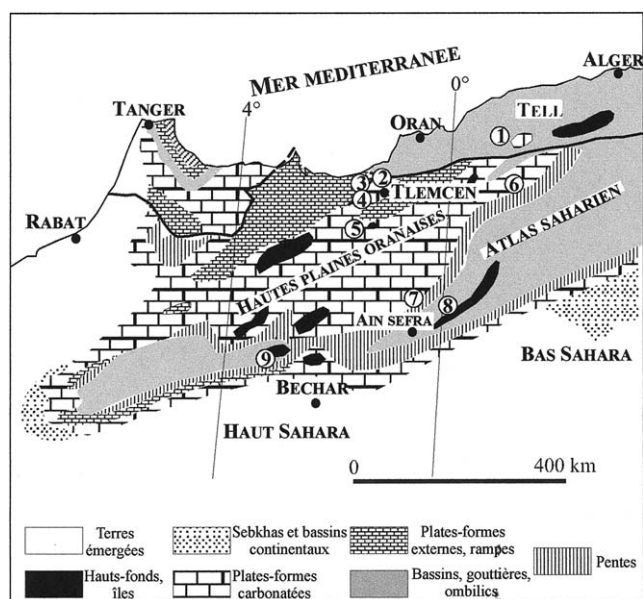 MER MEDITERRANEE
ALGER
TANGER
4°
0°
ORAN
TELL
1
3 2
TLEMCEN
4
6
RABAT
5
HAUTES PLAINES ORANAISES
ATLAS SAHARIEN
7
8
AIN SEFRA
9
BAS SAHARA
BECHAR
HAUT SAHARA
0 400 km
Terres
émergées
Sebkhas et bassins
continentaux
Plates-formes
externes, rampes
Pentes
Hauts-fonds,
îles
Plates-formes
carbonatées
Bassins, gouttières,
ombilics